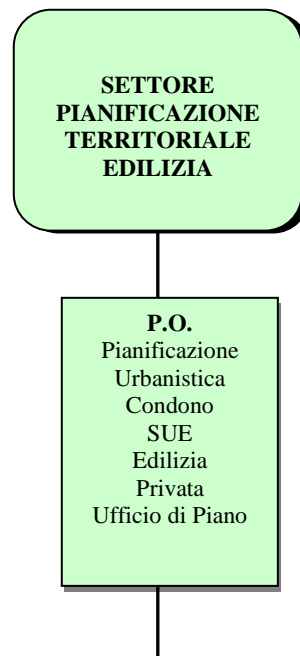 SETTORE
PIANIFICAZIONE
TERRITORIALE
EDILIZIA
P.O.
Pianificazione
Urbanistica
Condono
SUE
Edilizia
Privata
Ufficio di Piano